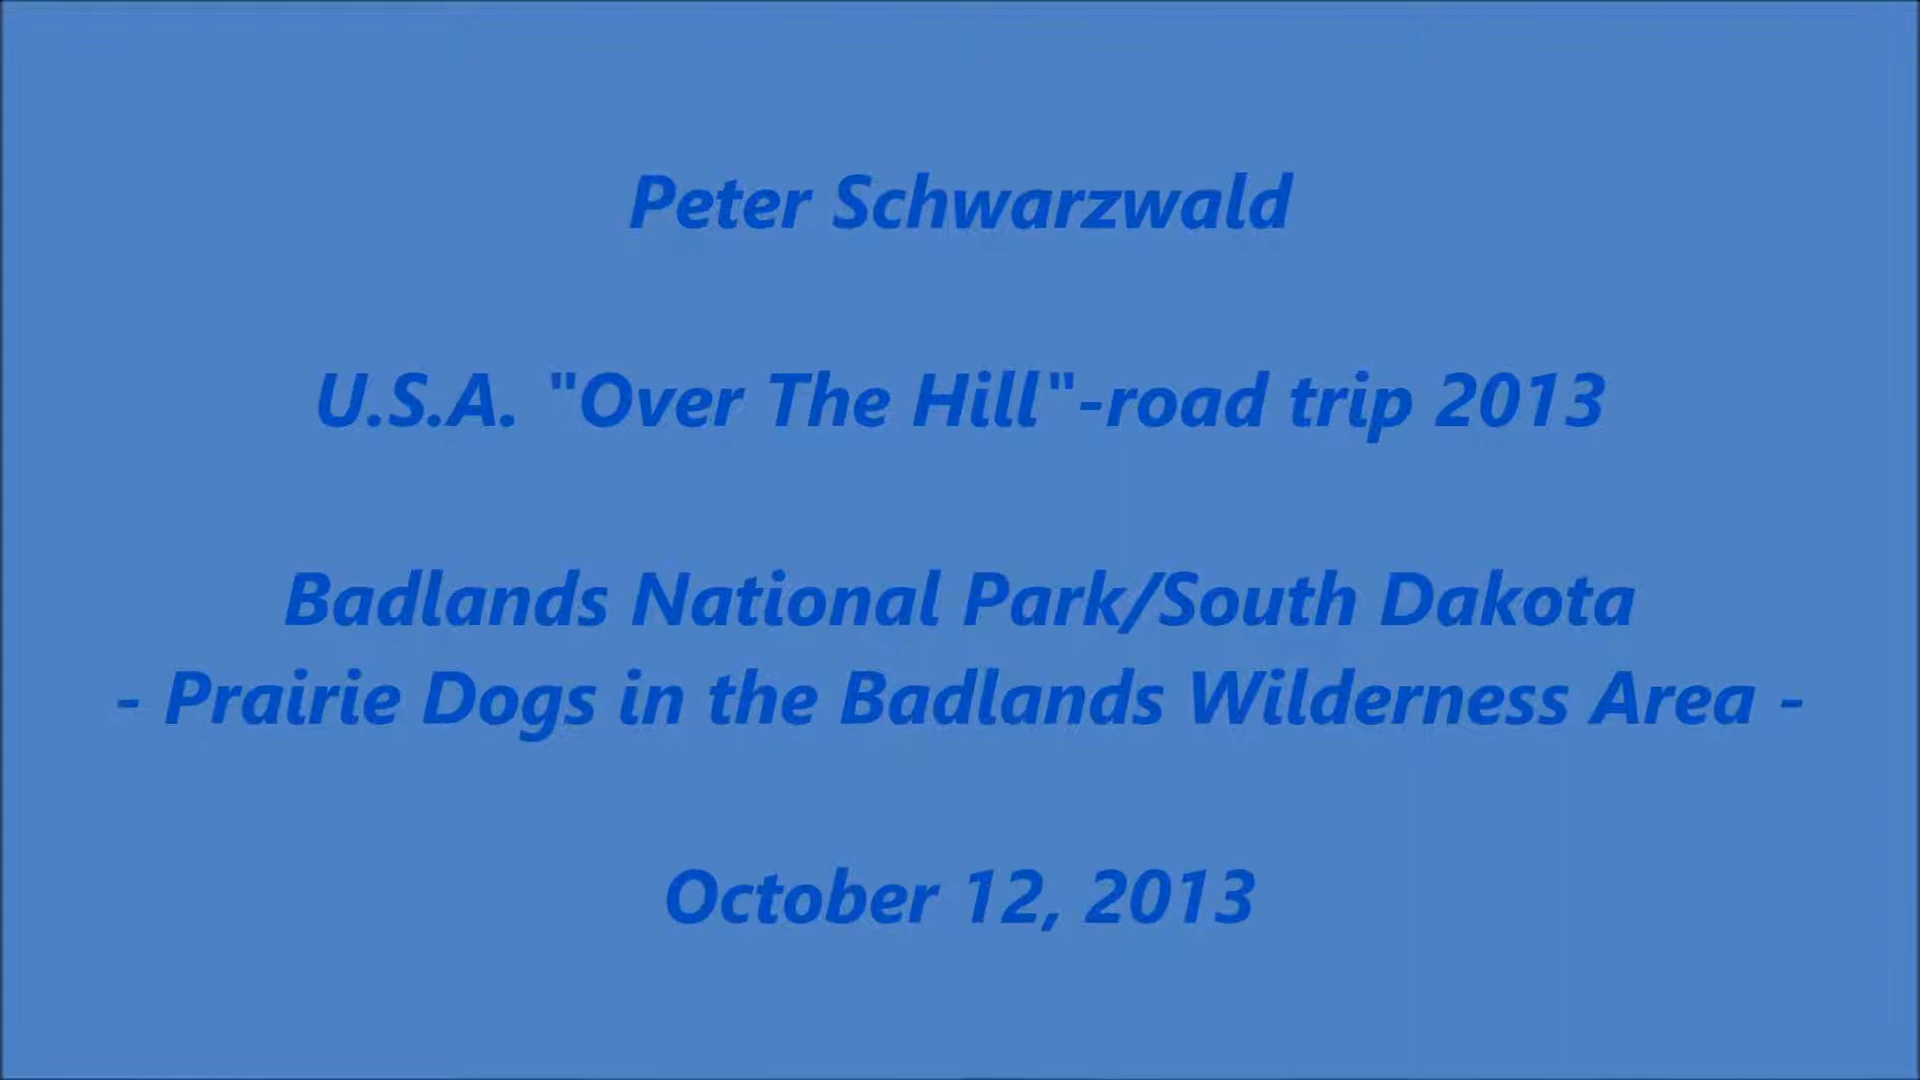 Peter Schwarzwald
U.S.A. "Over The Hill"-road trip 2013
Badlands National Park/South Dakota
- Prairie Dogs in the Badlands Wilderness Area -
October 12, 2013